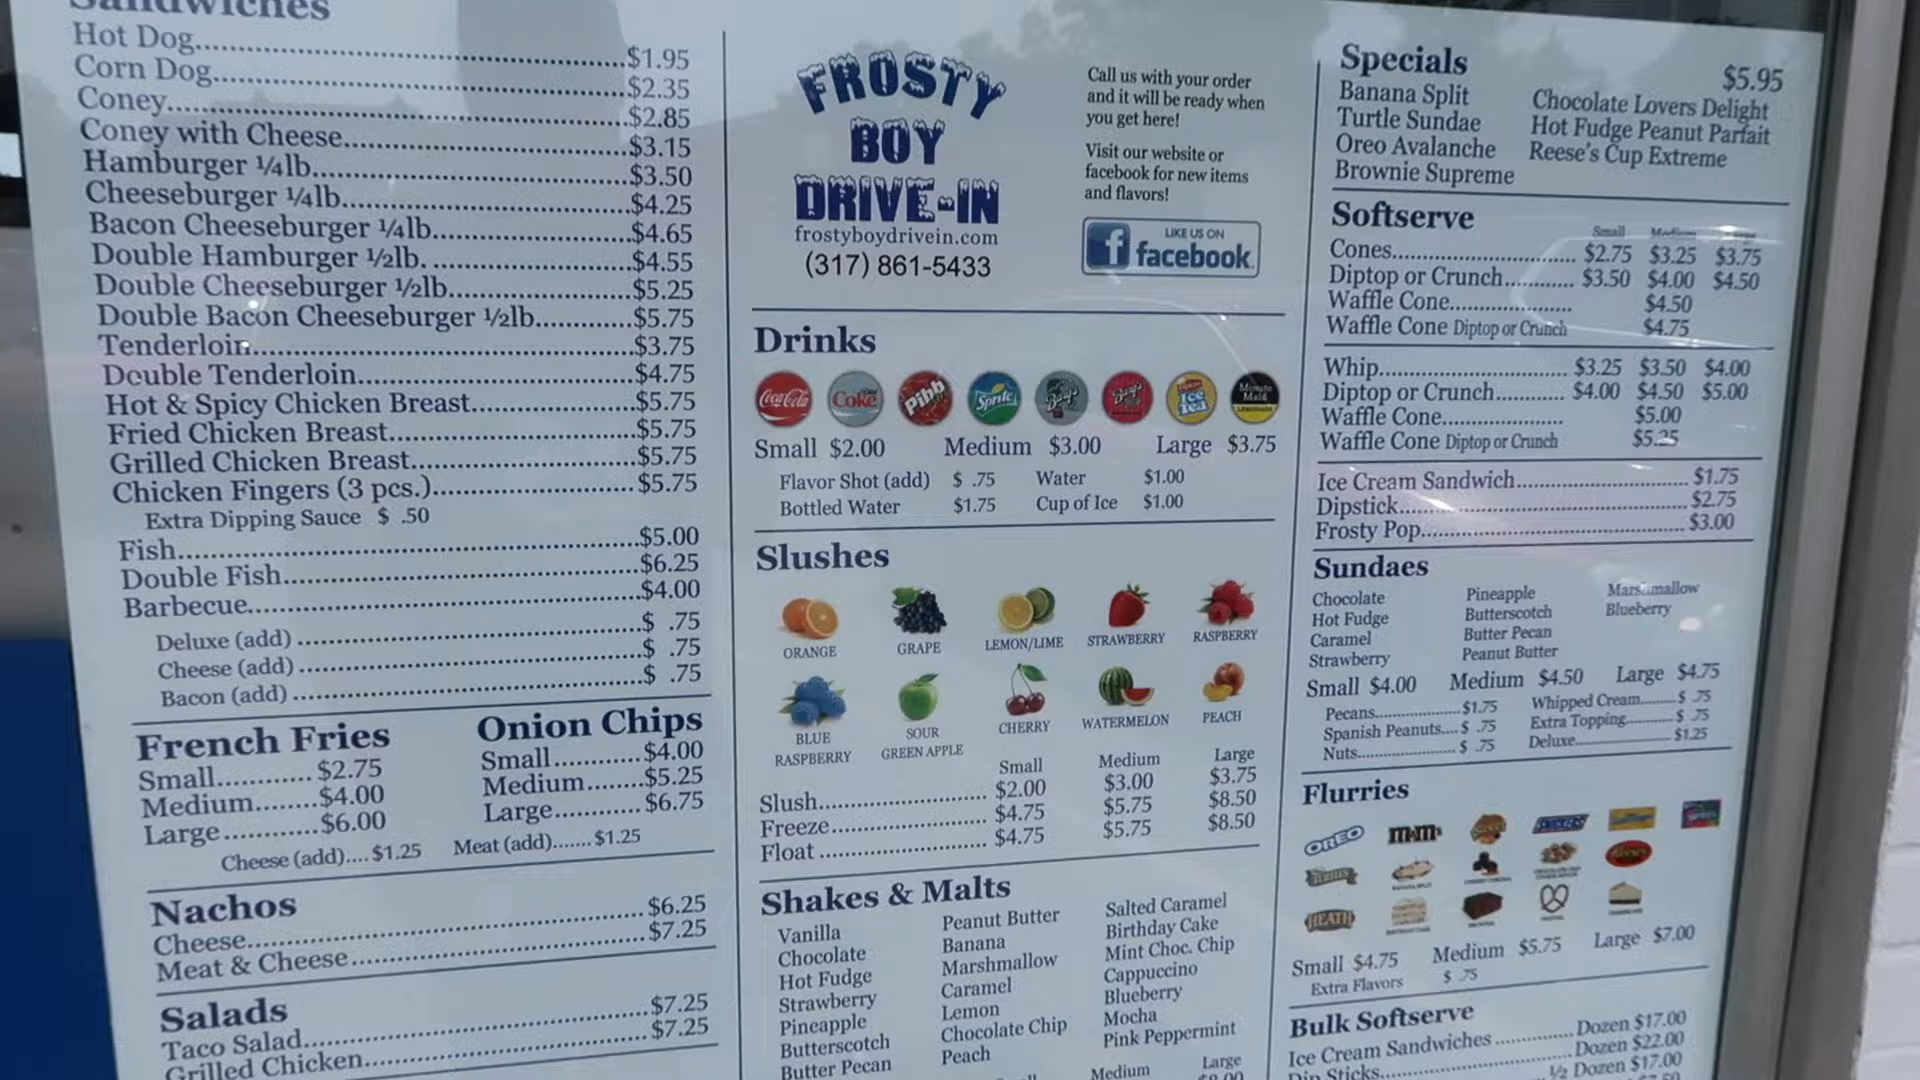 Sandwiches
Hot Dog $1.95
Corn Dog $2.35
Coney $2.85
Coney with Cheese $3.15
Hamburger ¼lb. $3.50
Cheeseburger ¼lb. $4.25
Bacon Cheeseburger ¼lb. $4.65
Double Hamburger ½lb. $4.55
Double Cheeseburger ½lb. $5.25
Double Bacon Cheeseburger ½lb. $5.75
Tenderloin $3.75
Double Tenderloin $4.75
Hot & Spicy Chicken Breast $5.75
Fried Chicken Breast $5.75
Grilled Chicken Breast $5.75
Chicken Fingers (3 pcs.) $5.75
Extra Dipping Sauce $ .50
Fish $5.00
Double Fish $6.25
Barbecue $4.00
Deluxe (add) $ .75
Cheese (add) $ .75
Bacon (add) $ .75
French Fries
Small $2.75
Medium $4.00
Large $6.00
Cheese (add) $1.25
Onion Chips
Small $4.00
Medium $5.25
Large $6.75
Meat (add) $1.25
Nachos
Cheese $6.25
Meat & Cheese $7.25
Salads
Taco Salad $7.25
Grilled Chicken $7.25
FROSTY
BOY
DRIVE-IN
frostyboydrivein.com
(317) 861-5433
Call us with your order
and it will be ready when
you get here!
Visit our website or
facebook for new items
and flavors!
LIKE US ON
f facebook.
Drinks
Coca-Cola Coke Pibb Sprite Barq's Barq's Ice Tea Minute Maid
Small $2.00 Medium $3.00 Large $3.75
Flavor Shot (add) $ .75 Water $1.00
Bottled Water $1.75 Cup of Ice $1.00
Slushes
ORANGE GRAPE LEMON/LIME STRAWBERRY RASPBERRY
BLUE RASPBERRY SOUR GREEN APPLE CHERRY WATERMELON PEACH
Small Medium Large
Slush $2.00 $3.00 $3.75
Freeze $4.75 $5.75 $8.50
Float $4.75 $5.75 $8.50
Shakes & Malts
Vanilla
Chocolate
Hot Fudge
Strawberry
Pineapple
Butterscotch
Butter Pecan
Peanut Butter
Banana
Marshmallow
Caramel
Lemon
Chocolate Chip
Peach
Salted Caramel
Birthday Cake
Mint Choc. Chip
Cappuccino
Blueberry
Mocha
Pink Peppermint
Medium Large
Specials $5.95
Banana Split
Turtle Sundae
Oreo Avalanche
Brownie Supreme
Chocolate Lovers Delight
Hot Fudge Peanut Parfait
Reese's Cup Extreme
Softserve
Small Medium
Cones $2.75 $3.25 $3.75
Diptop or Crunch $3.50 $4.00 $4.50
Waffle Cone $4.50
Waffle Cone Diptop or Crunch $4.75
Whip $3.25 $3.50 $4.00
Diptop or Crunch $4.00 $4.50 $5.00
Waffle Cone $5.00
Waffle Cone Diptop or Crunch $5.25
Ice Cream Sandwich $1.75
Dipstick $2.75
Frosty Pop $3.00
Sundaes
Chocolate
Hot Fudge
Caramel
Strawberry
Pineapple
Butterscotch
Butter Pecan
Peanut Butter
Marshmallow
Blueberry
Small $4.00 Medium $4.50 Large $4.75
Pecans $1.75
Spanish Peanuts $ .75
Nuts $ .75
Whipped Cream $ .75
Extra Topping $ .75
Deluxe $1.25
Flurries
OREO m&m's SNICKERS
TURTLES Reese's
HEATH
Small $4.75 Medium $5.75 Large $7.00
Extra Flavors $ .75
Bulk Softserve
Ice Cream Sandwiches Dozen $17.00
Dip Sticks Dozen $22.00
½ Dozen $17.00